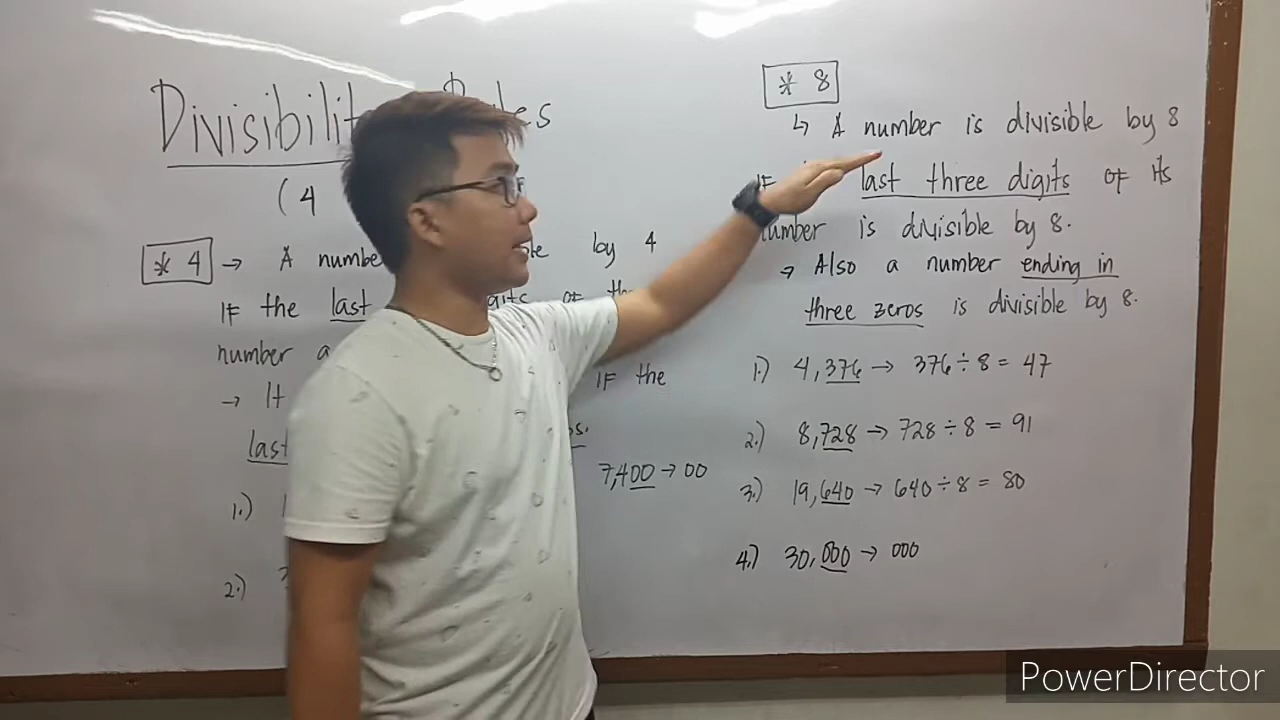 Divisibilit
(4
* 4 → A numbe by 4
IF the last
number a IF the
→ It
last
7,400 → 00
1.)
2.)
* 8
↳ A number is divisible by 8
IF last three digits of its
number is divisible by 8.
→ Also a number ending in
three zeros is divisible by 8.
1.) 4,376 → 376 ÷ 8 = 47
2.) 8,728 → 728 ÷ 8 = 91
3.) 19,640 → 640 ÷ 8 = 80
4.) 30,000 → 000
PowerDirector